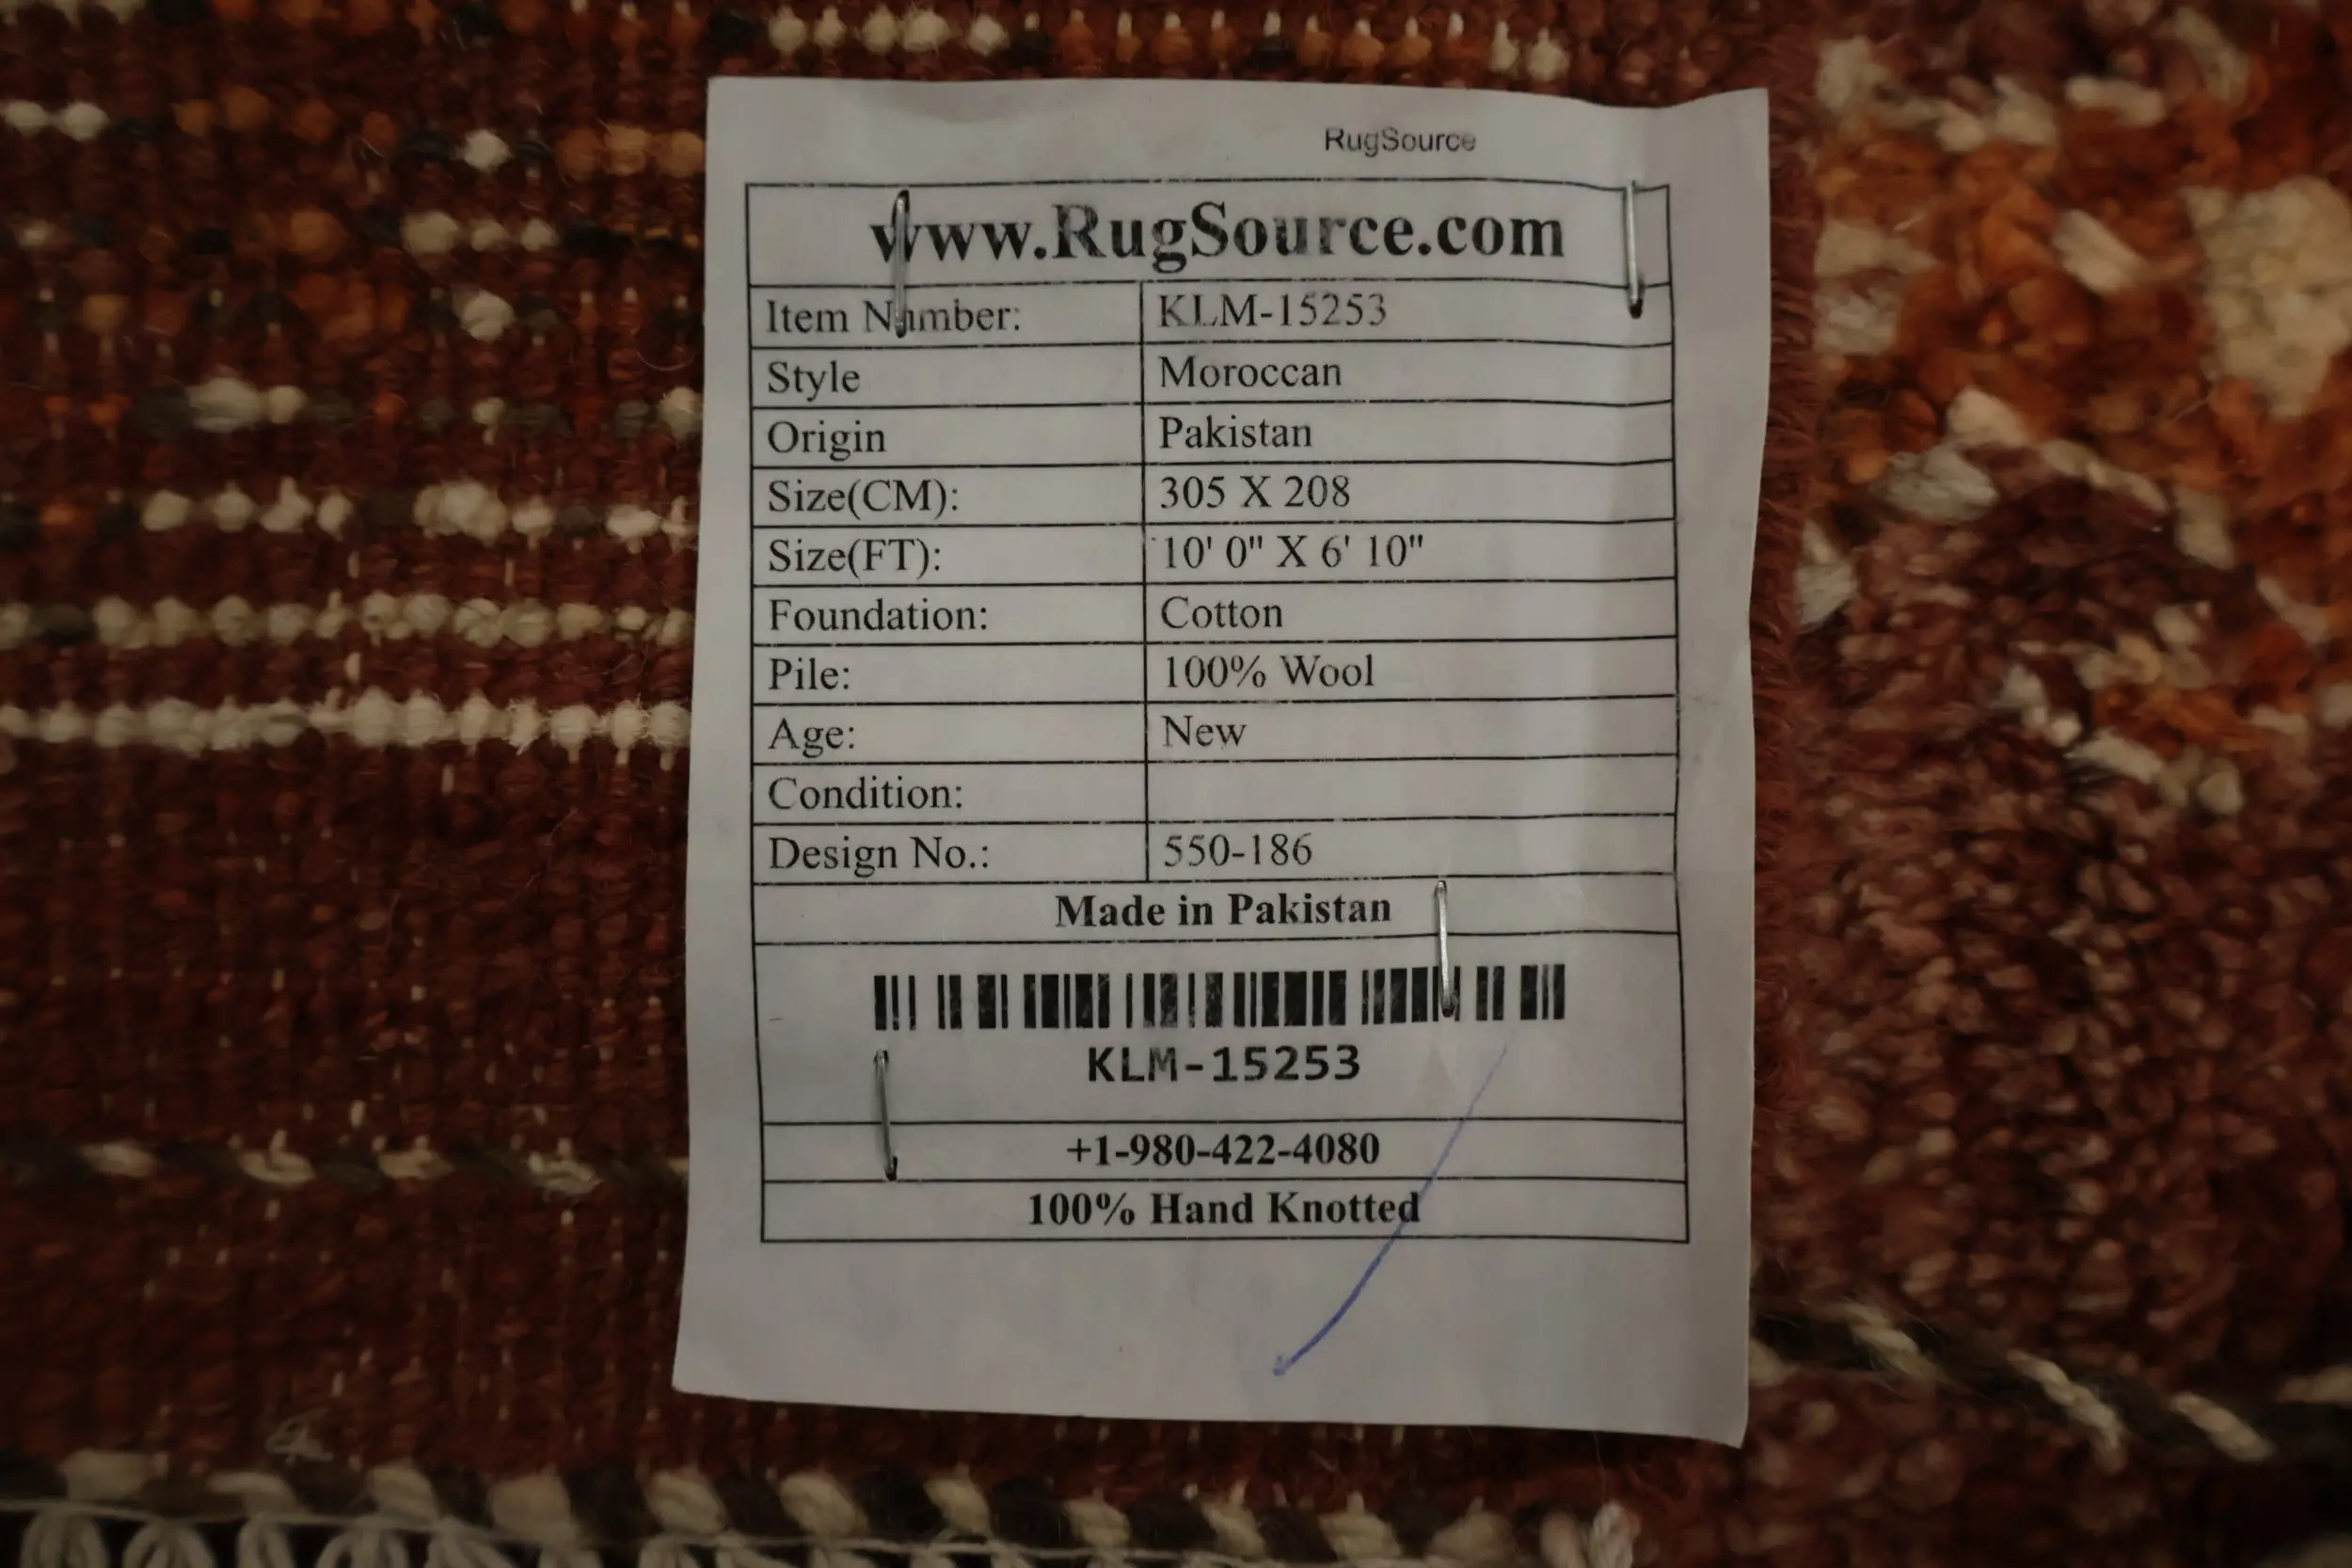 RugSource
www.RugSource.com
Item Number: KLM-15253
Style Moroccan
Origin Pakistan
Size(CM): 305 X 208
Size(FT): 10' 0" X 6' 10"
Foundation: Cotton
Pile: 100% Wool
Age: New
Condition:
Design No.: 550-186
Made in Pakistan
KLM-15253
+1-980-422-4080
100% Hand Knotted